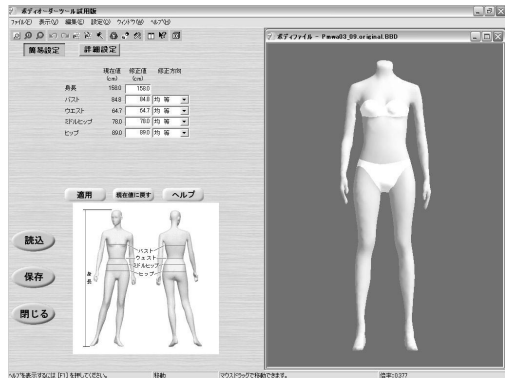 ボディオーダーツール試用版
ファイル(F) 表示(V) 編集(E) 設定(O) ウィンドウ(W) ヘルプ(H)
簡易設定 詳細設定
現在値 修正値 修正方向
(cm) (cm)
身長 158.0 158.0
バスト 84.8 84.8 均 等
ウエスト 64.7 64.7 均 等
ミドルヒップ 78.0 78.0 均 等
ヒップ 89.0 89.0 均 等
適用 現在値に戻す ヘルプ
読込
保存
閉じる
身長
バスト
ウエスト
ミドルヒップ
ヒップ
ボディファイル - Pmwa03_09.original.BBD
ヘルプを表示するには [F1] を押してください。 移動 マウスドラッグで移動できます。 倍率:0.377